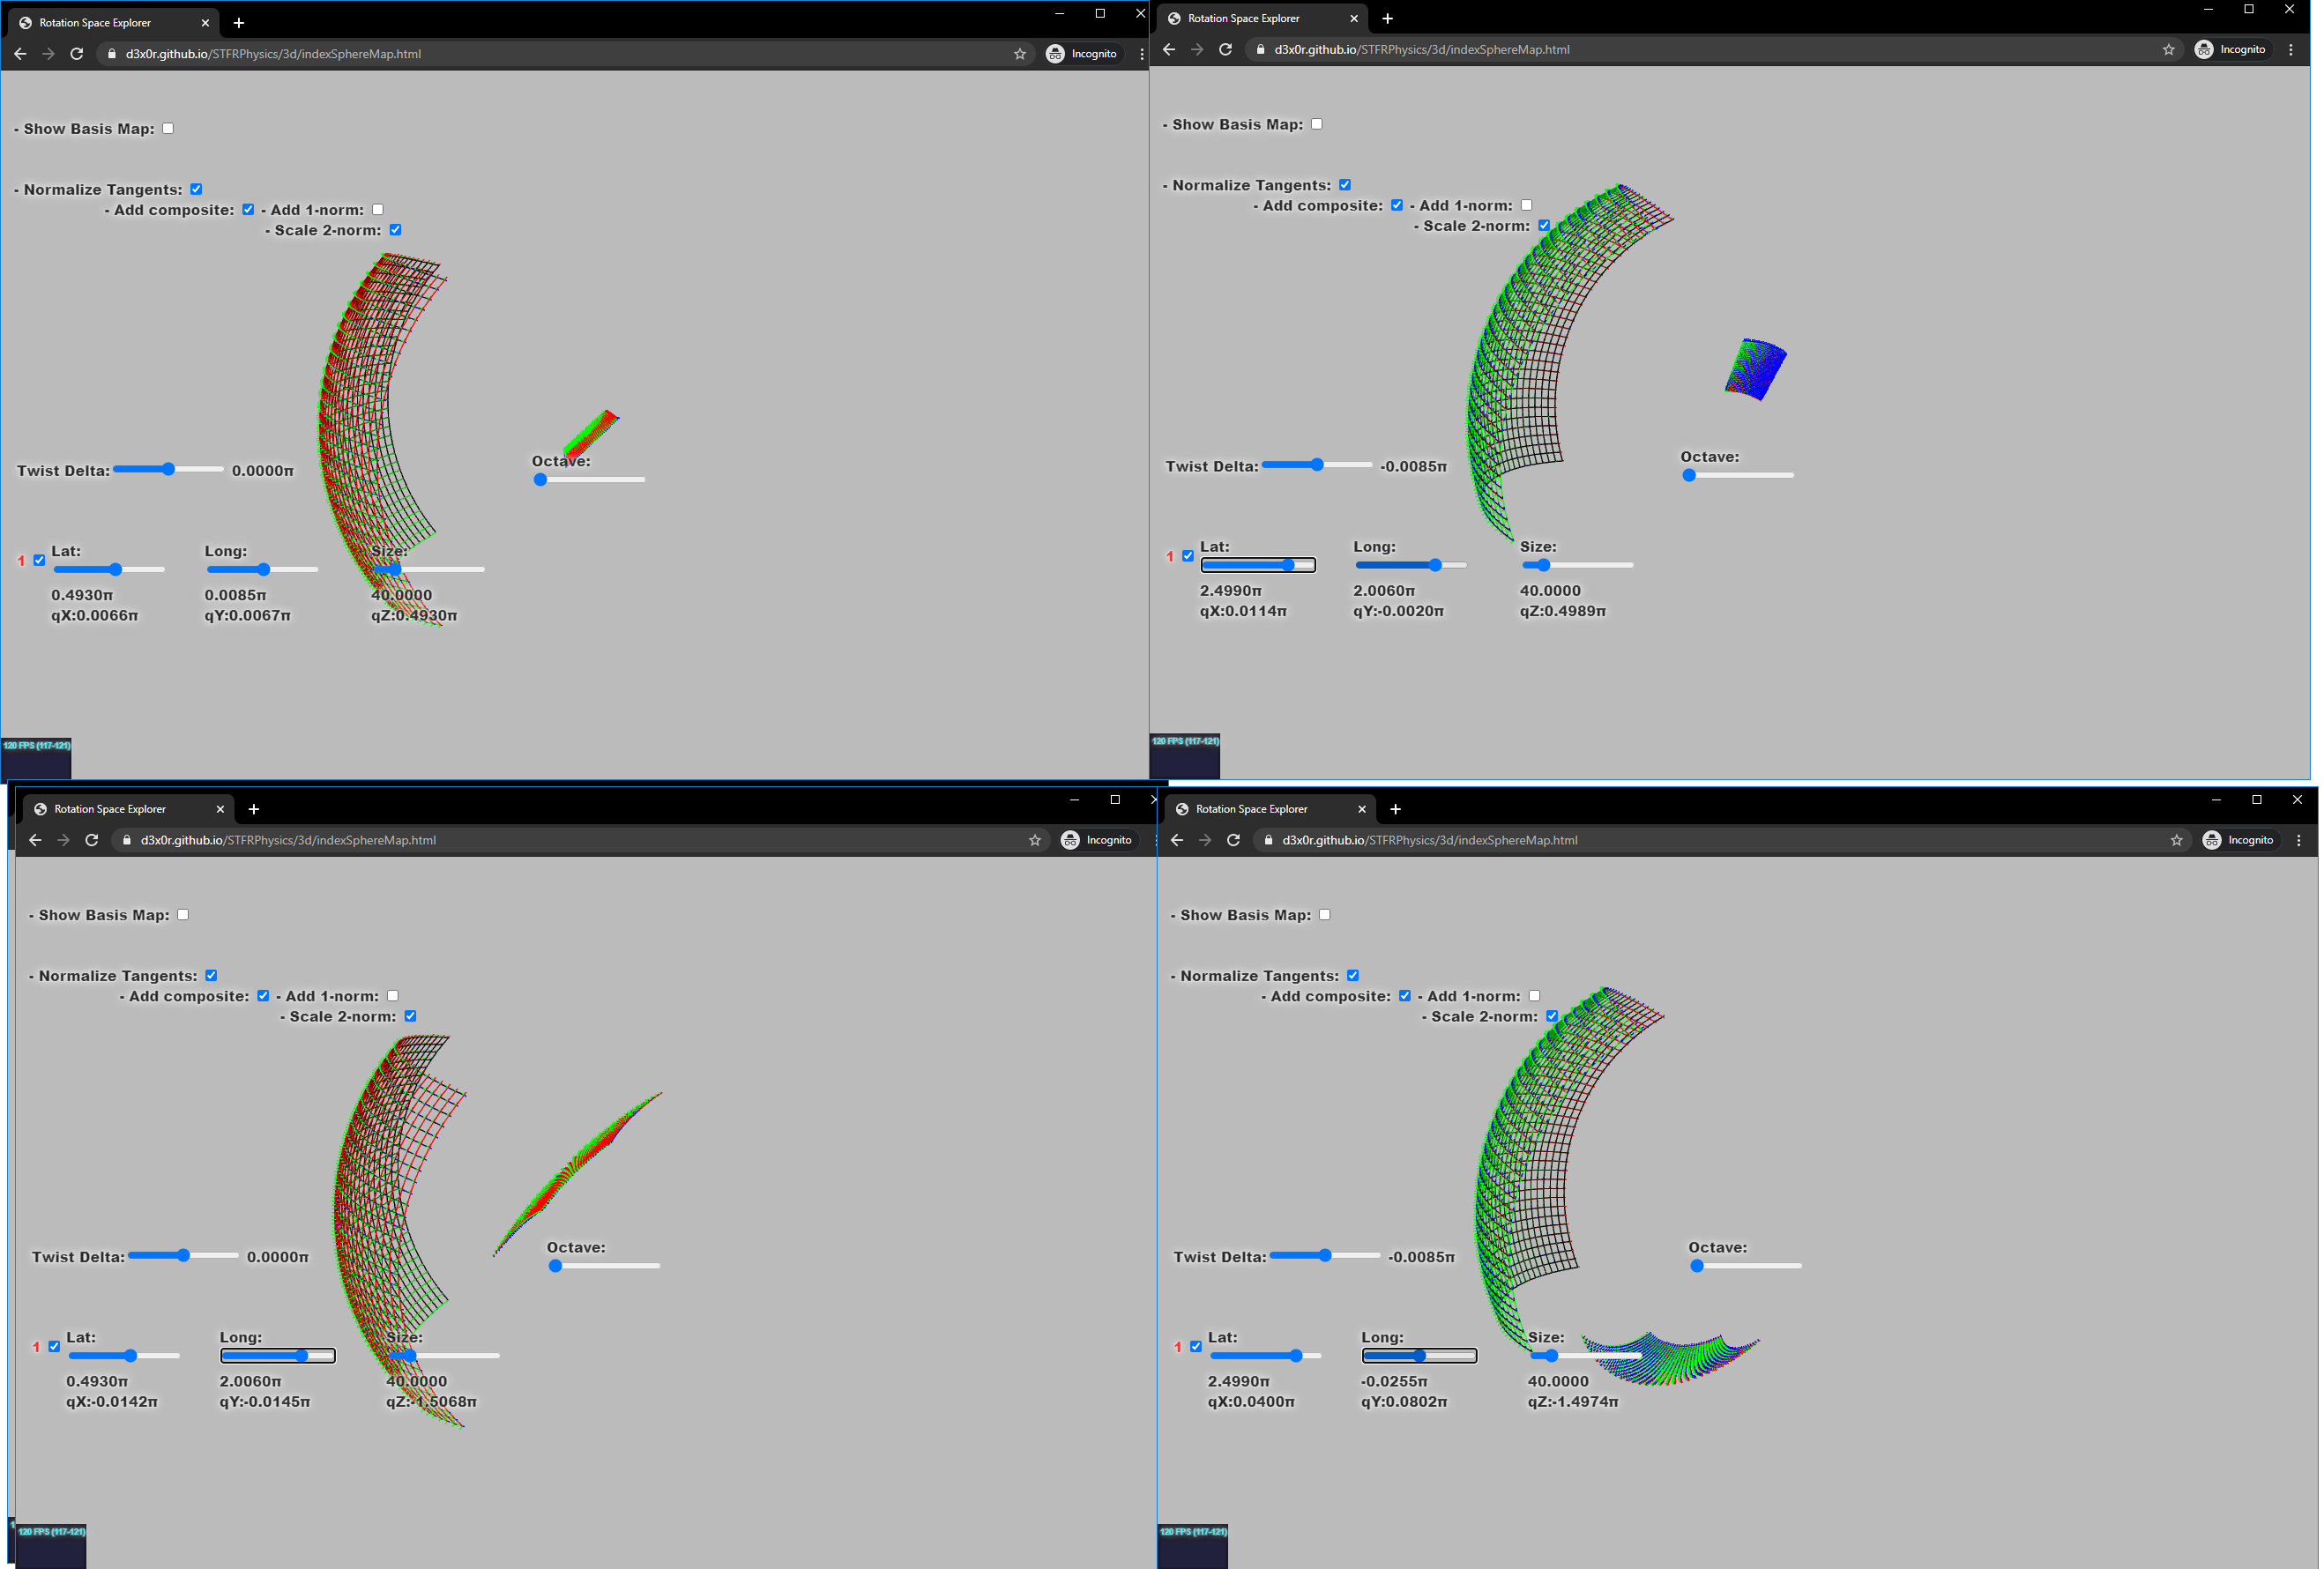 Rotation Space Explorer
d3x0r.github.io/STFRPhysics/3d/indexSphereMap.html
Incognito
- Show Basis Map:
- Normalize Tangents:
- Add composite: - Add 1-norm:
- Scale 2-norm:
Octave:
Twist Delta: 0.0000π
1 Lat: Long: Size:
0.4930π 0.0085π 40.0000
qX:0.0066π qY:0.0067π qZ:0.4930π
120 FPS (117-121)
Rotation Space Explorer
d3x0r.github.io/STFRPhysics/3d/indexSphereMap.html
Incognito
- Show Basis Map:
- Normalize Tangents:
- Add composite: - Add 1-norm:
- Scale 2-norm:
Octave:
Twist Delta: -0.0085π
1 Lat: Long: Size:
2.4990π 2.0060π 40.0000
qX:0.0114π qY:-0.0020π qZ:0.4989π
120 FPS (117-121)
Rotation Space Explorer
d3x0r.github.io/STFRPhysics/3d/indexSphereMap.html
Incognito
- Show Basis Map:
- Normalize Tangents:
- Add composite: - Add 1-norm:
- Scale 2-norm:
Octave:
Twist Delta: 0.0000π
1 Lat: Long: Size:
0.4930π 2.0060π 40.0000
qX:-0.0142π qY:-0.0145π qZ:-1.5068π
120 FPS (117-121)
Rotation Space Explorer
d3x0r.github.io/STFRPhysics/3d/indexSphereMap.html
Incognito
- Show Basis Map:
- Normalize Tangents:
- Add composite: - Add 1-norm:
- Scale 2-norm:
Octave:
Twist Delta: -0.0085π
1 Lat: Long: Size:
2.4990π -0.0255π 40.0000
qX:0.0400π qY:0.0802π qZ:-1.4974π
120 FPS (117-121)